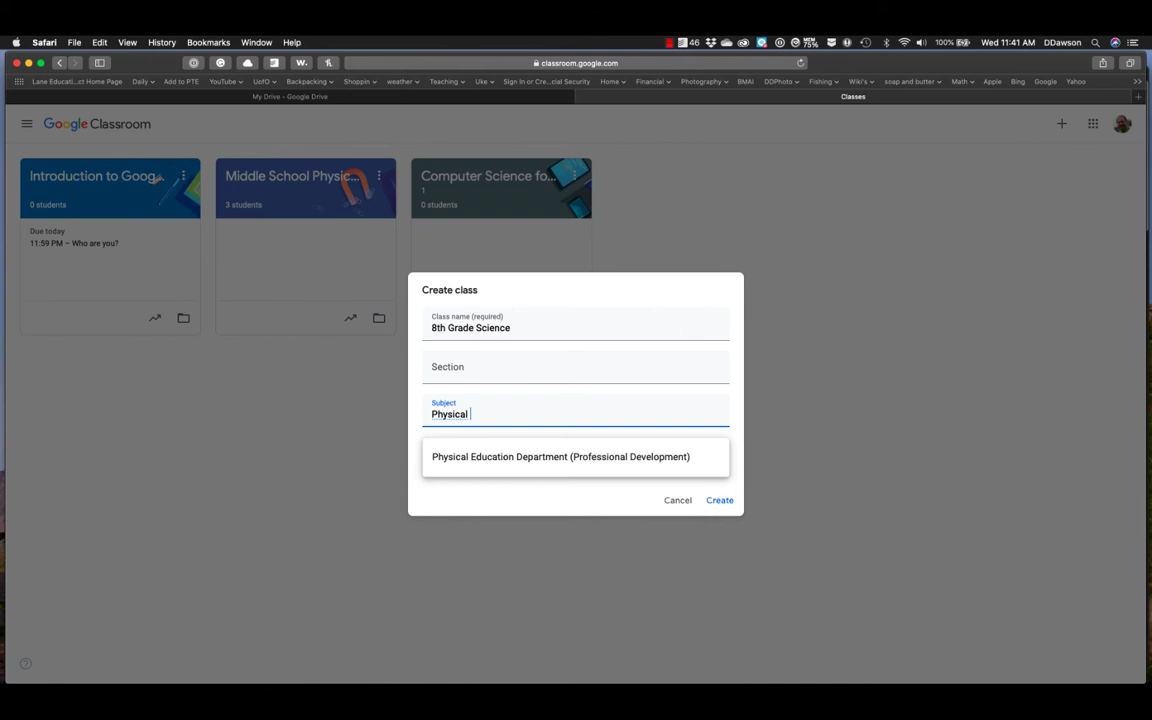 Safari File Edit View History Bookmarks Window Help 46 MEM 75% 100% Wed 11:41 AM DDawson
classroom.google.com
Lane Educati...ct Home Page Daily Add to PTE YouTube UofO Backpacking Shoppin weather Teaching Uke Sign In or Cre...cial Security Home Financial Photography BMAI DDPhoto Fishing Wiki's soap and butter Math Apple Bing Google Yahoo
My Drive - Google Drive Classes
Google Classroom
Introduction to Goog...
0 students
Due today
11:59 PM – Who are you?
Middle School Physic...
3 students
Computer Science fo...
1
0 students
Create class
Class name (required)
8th Grade Science
Section
Subject
Physical
Physical Education Department (Professional Development)
Cancel Create